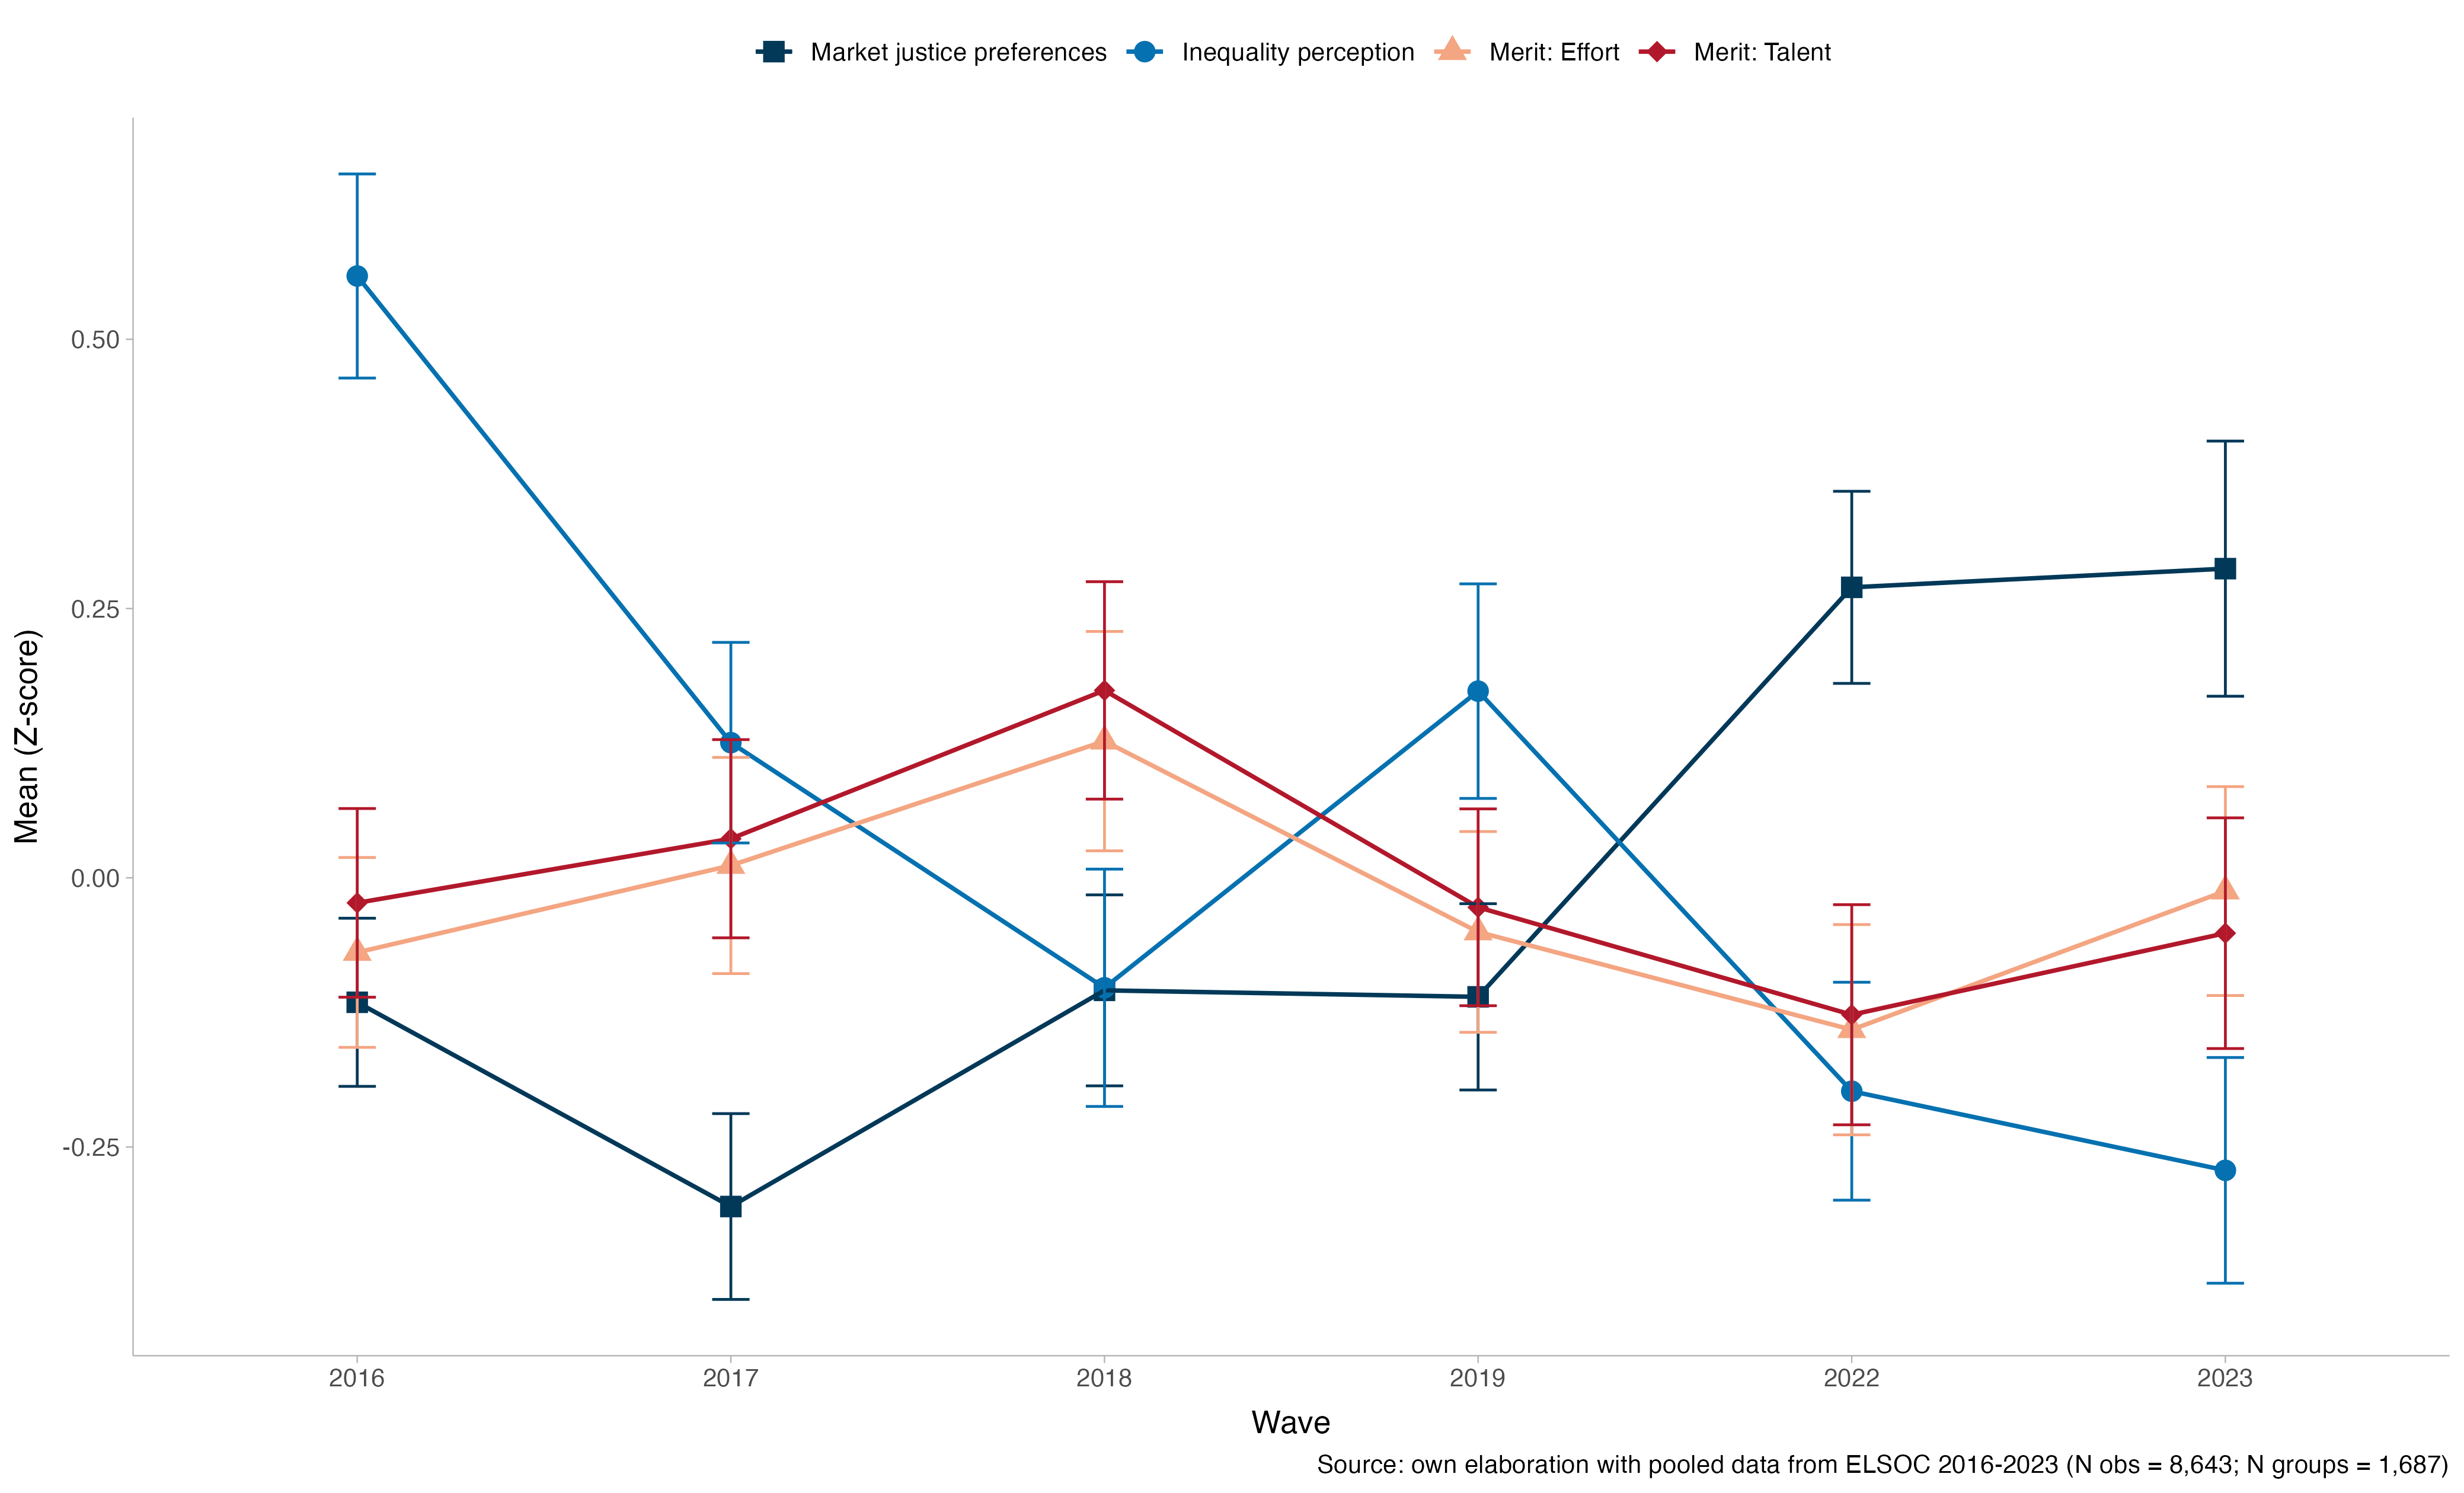 Market justice preferences Inequality perception Merit: Effort Merit: Talent
Mean (Z-score)
0.50
0.25
0.00
-0.25
2016 2017 2018 2019 2022 2023
Wave
Source: own elaboration with pooled data from ELSOC 2016-2023 (N obs = 8,643; N groups = 1,687)